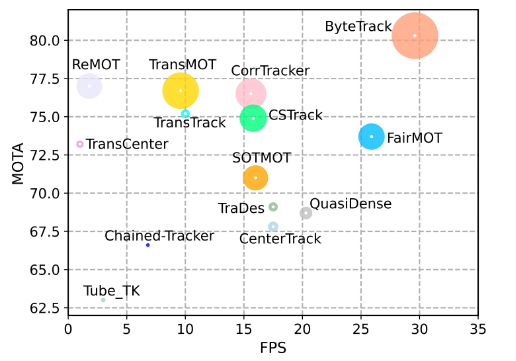 ByteTrack
80.0
ReMOT
TransMOT
CorrTracker
77.5
75.0
CSTrack
TransTrack
TransCenter
FairMOT
MOTA
72.5
SOTMOT
70.0
TraDes
QuasiDense
67.5
Chained-Tracker
CenterTrack
65.0
Tube_TK
62.5
0 5 10 15 20 25 30 35
FPS